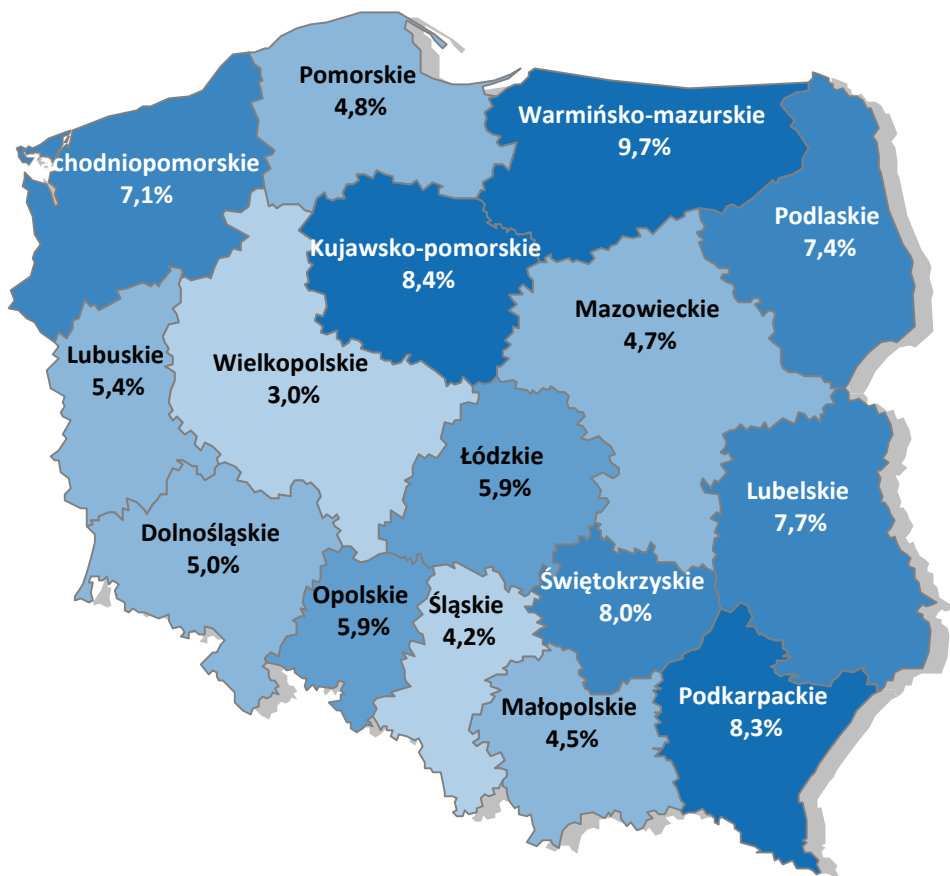 Pomorskie
4,8%
Warmińsko-mazurskie
9,7%
Zachodniopomorskie
7,1%
Podlaskie
7,4%
Kujawsko-pomorskie
8,4%
Mazowieckie
4,7%
Lubuskie
5,4%
Wielkopolskie
3,0%
Łódzkie
5,9%
Lubelskie
7,7%
Dolnośląskie
5,0%
Opolskie
5,9%
Śląskie
4,2%
Świętokrzyskie
8,0%
Małopolskie
4,5%
Podkarpackie
8,3%